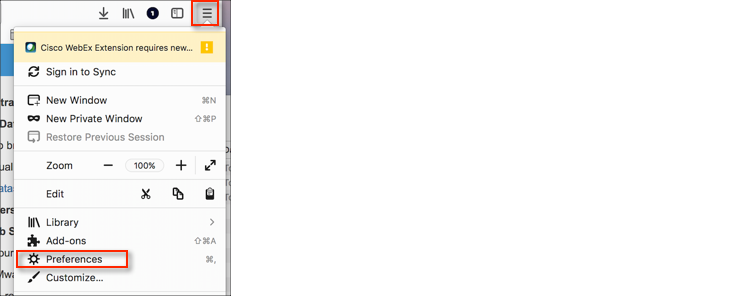 1
Cisco WebEx Extension requires new...
Sign in to Sync
New Window ⌘N
New Private Window ⇧⌘P
Restore Previous Session
Zoom − 100% +
Edit
Library >
Add-ons ⇧⌘A
Preferences ⌘,
Customize...